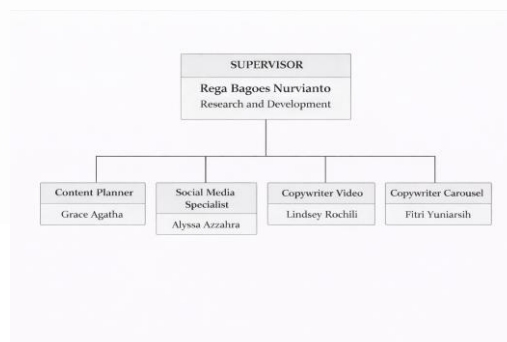 SUPERVISOR
Rega Bagoes Nurvianto
Research and Development
Content Planner
Grace Agatha
Social Media
Specialist
Alyssa Azzahra
Copywriter Video
Lindsey Rochili
Copywriter Carousel
Fitri Yuniarsih